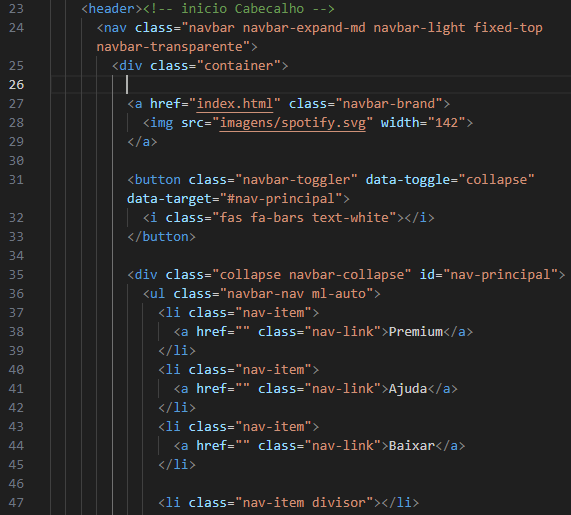 23 <header><!-- inicio Cabecalho -->
24 <nav class="navbar navbar-expand-md navbar-light fixed-top
navbar-transparente">
25 <div class="container">
26
27 <a href="index.html" class="navbar-brand">
28 <img src="imagens/spotify.svg" width="142">
29 </a>
30
31 <button class="navbar-toggler" data-toggle="collapse"
data-target="#nav-principal">
32 <i class="fas fa-bars text-white"></i>
33 </button>
34
35 <div class="collapse navbar-collapse" id="nav-principal">
36 <ul class="navbar-nav ml-auto">
37 <li class="nav-item">
38 <a href="" class="nav-link">Premium</a>
39 </li>
40 <li class="nav-item">
41 <a href="" class="nav-link">Ajuda</a>
42 </li>
43 <li class="nav-item">
44 <a href="" class="nav-link">Baixar</a>
45 </li>
46
47 <li class="nav-item divisor"></li>